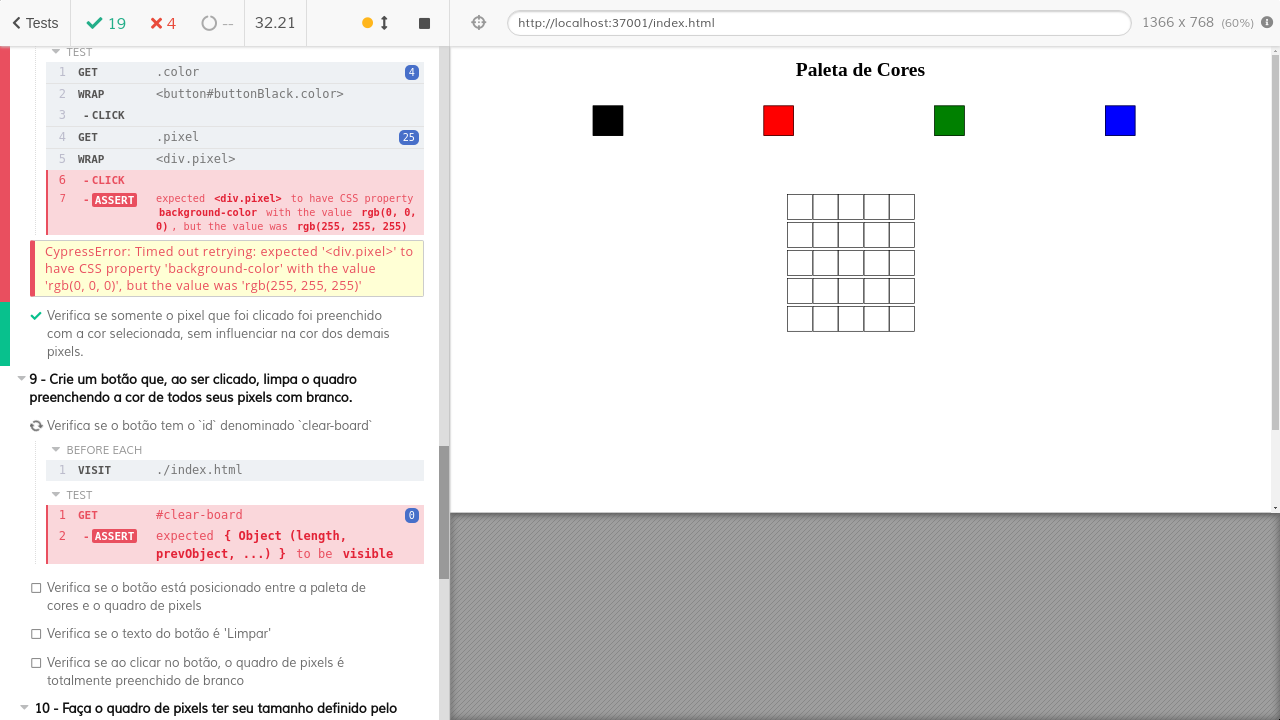 Tests 19 4 -- 32.21 http://localhost:37001/index.html 1366 x 768 (60%)
TEST
1 GET .color 4
2 WRAP <button#buttonBlack.color>
3 - CLICK
4 GET .pixel 25
5 WRAP <div.pixel>
6 - CLICK
7 - ASSERT expected <div.pixel> to have CSS property
background-color with the value rgb(0, 0,
0) , but the value was rgb(255, 255, 255)
CypressError: Timed out retrying: expected '<div.pixel>' to
have CSS property 'background-color' with the value
'rgb(0, 0, 0)', but the value was 'rgb(255, 255, 255)'
Verifica se somente o pixel que foi clicado foi preenchido
com a cor selecionada, sem influenciar na cor dos demais
pixels.
9 - Crie um botão que, ao ser clicado, limpa o quadro
preenchendo a cor de todos seus pixels com branco.
Verifica se o botão tem o `id` denominado `clear-board`
BEFORE EACH
1 VISIT ./index.html
TEST
1 GET #clear-board 0
2 - ASSERT expected { Object (length,
prevObject, ...) } to be visible
Verifica se o botão está posicionado entre a paleta de
cores e o quadro de pixels
Verifica se o texto do botão é 'Limpar'
Verifica se ao clicar no botão, o quadro de pixels é
totalmente preenchido de branco
10 - Faça o quadro de pixels ter seu tamanho definido pelo
Paleta de Cores